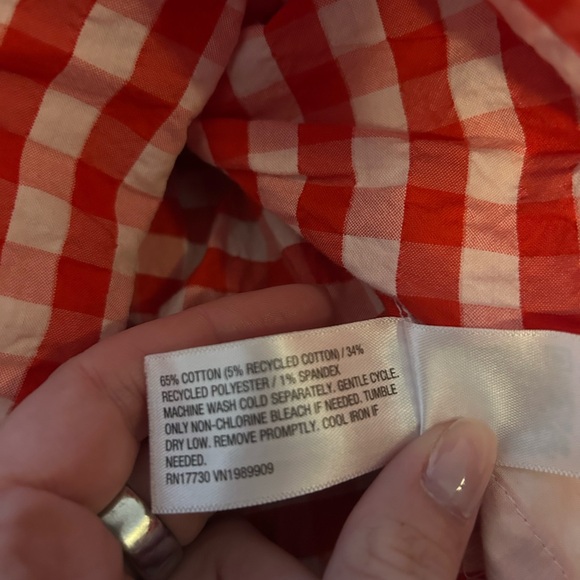 65% COTTON (5% RECYCLED COTTON) / 34%
RECYCLED POLYESTER / 1% SPANDEX
MACHINE WASH COLD SEPARATELY. GENTLE CYCLE.
ONLY NON-CHLORINE BLEACH IF NEEDED. TUMBLE
DRY LOW. REMOVE PROMPTLY. COOL IRON IF
NEEDED.
RN17730 VN1989909